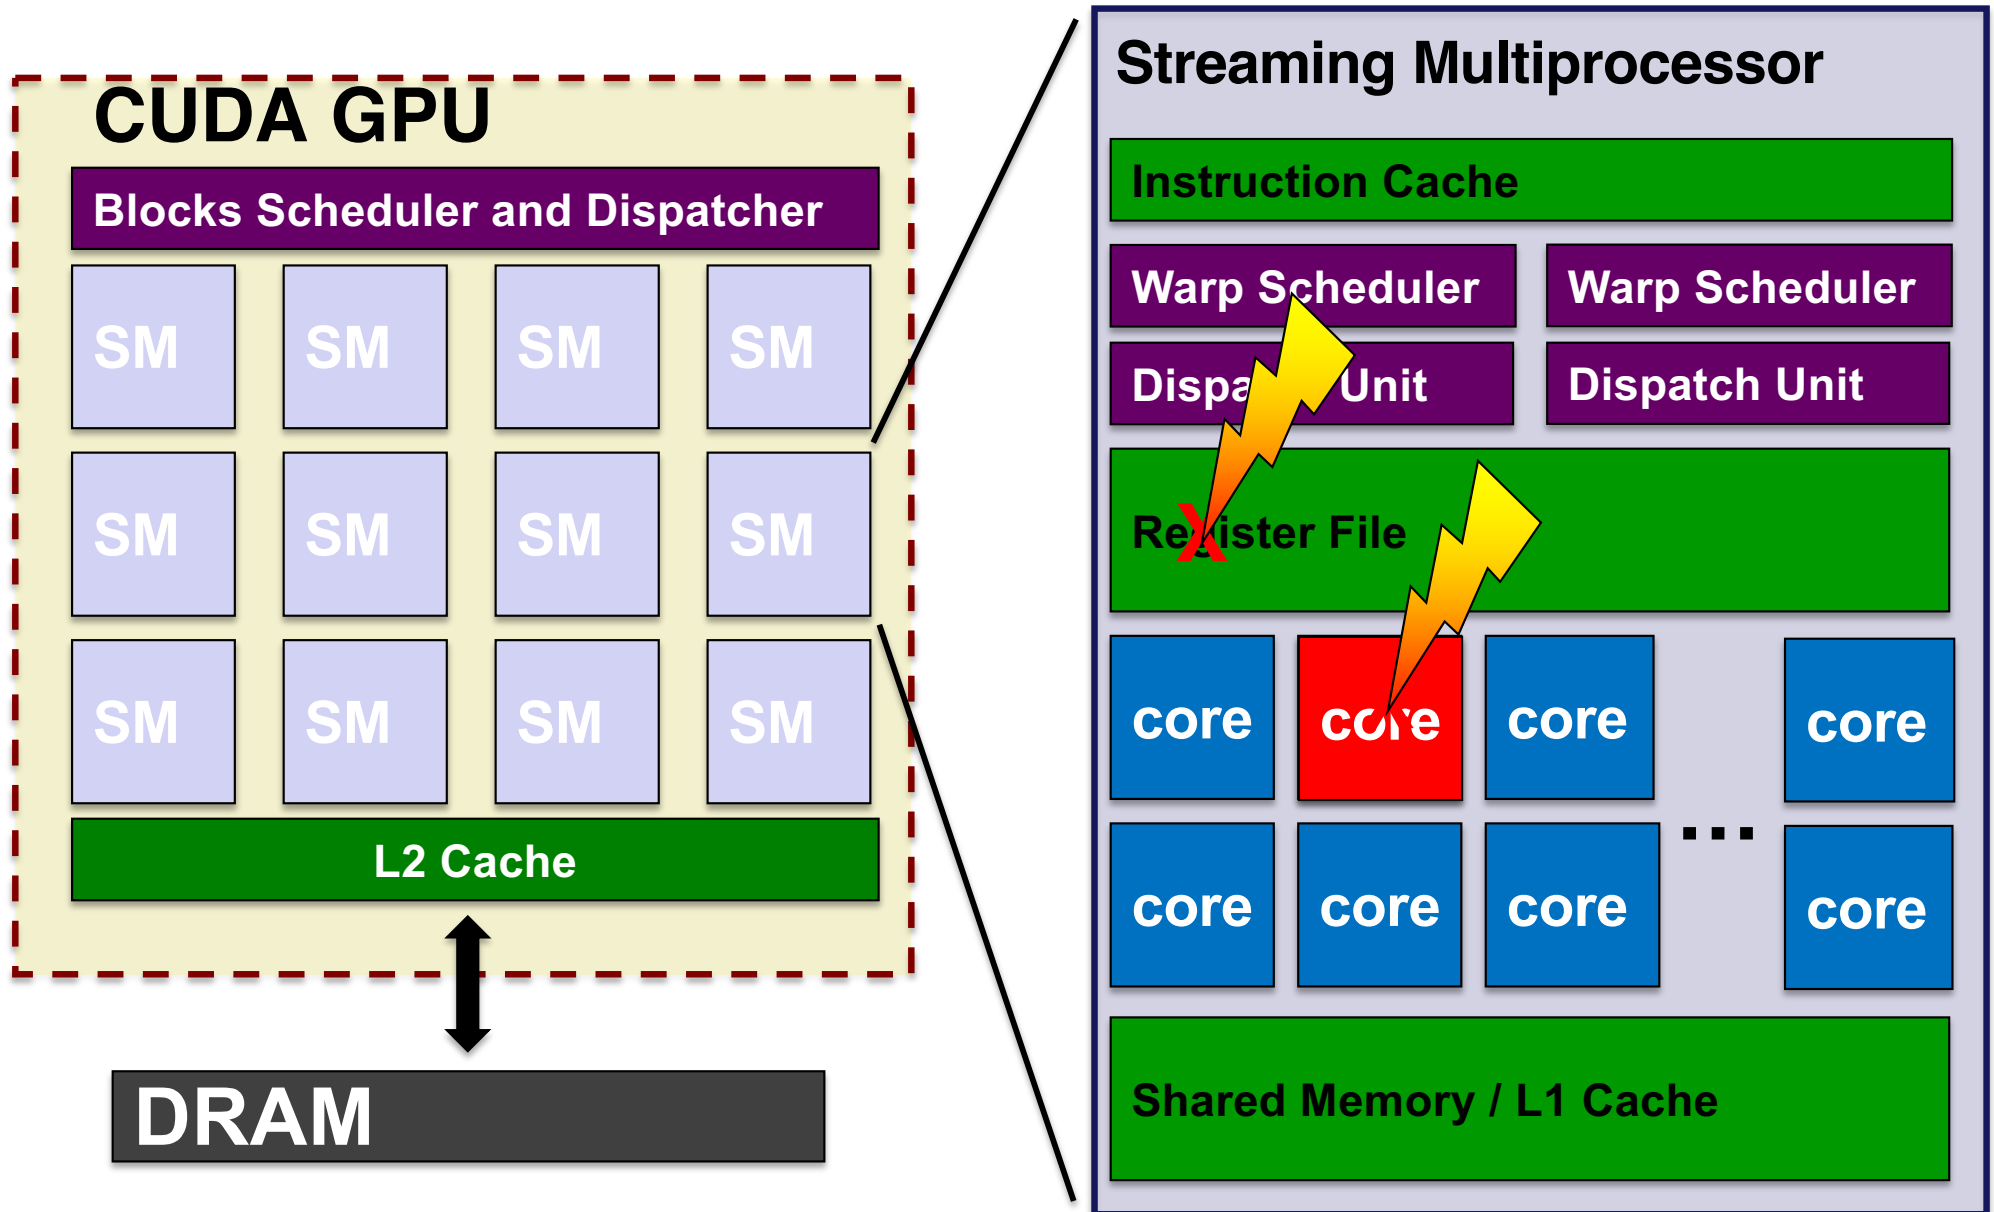 CUDA GPU
Blocks Scheduler and Dispatcher
SM SM SM SM
SM SM SM SM
SM SM SM SM
L2 Cache
DRAM
Streaming Multiprocessor
Instruction Cache
Warp Scheduler Warp Scheduler
Dispatch Unit Dispatch Unit
Register File
X
core core core core
X
...
core core core core
Shared Memory / L1 Cache